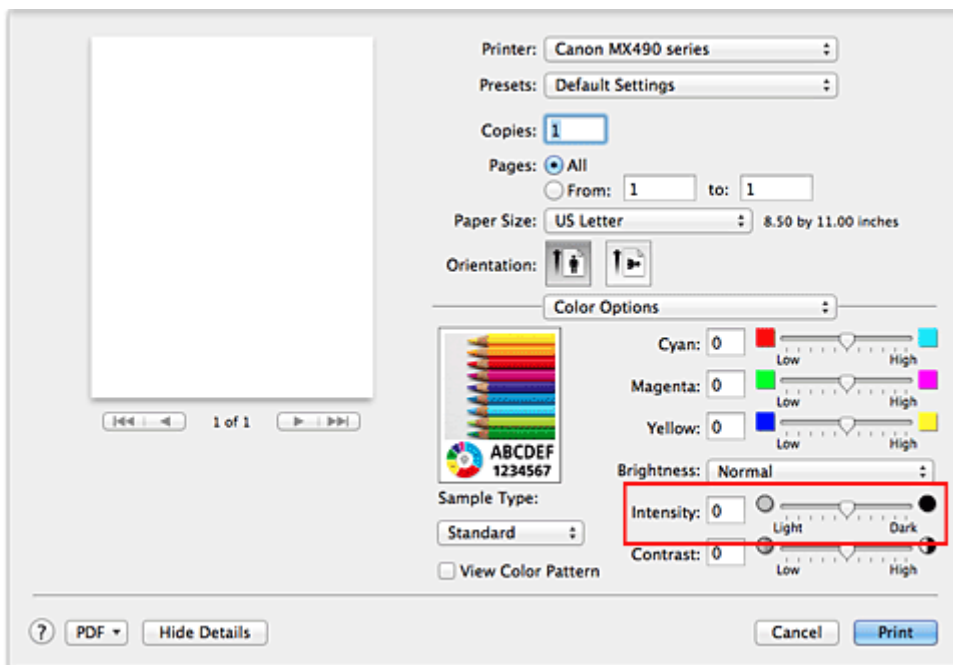 Printer: Canon MX490 series
Presets: Default Settings
Copies: 1
Pages: All
From: 1 to: 1
Paper Size: US Letter 8.50 by 11.00 inches
Orientation:
Color Options
1 of 1
ABCDEF
1234567
Sample Type:
Standard
View Color Pattern
Cyan: 0
Low High
Magenta: 0
Low High
Yellow: 0
Low High
Brightness: Normal
Intensity: 0
Light Dark
Contrast: 0
Low High
? PDF Hide Details Cancel Print